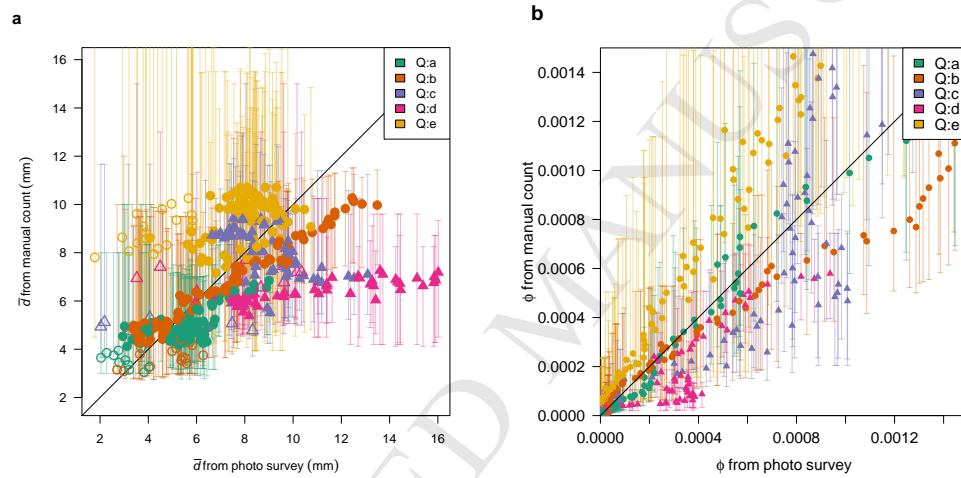 a
d̅ from manual count (mm)
16
14
12
10
8
6
4
2
2 4 6 8 10 12 14 16
d̅ from photo survey (mm)
Q:a
Q:b
Q:c
Q:d
Q:e
b
ϕ from manual count
0.0014
0.0012
0.0010
0.0008
0.0006
0.0004
0.0002
0.0000
0.0000 0.0004 0.0008 0.0012
ϕ from photo survey
Q:a
Q:b
Q:c
Q:d
Q:e
ED MANUSC